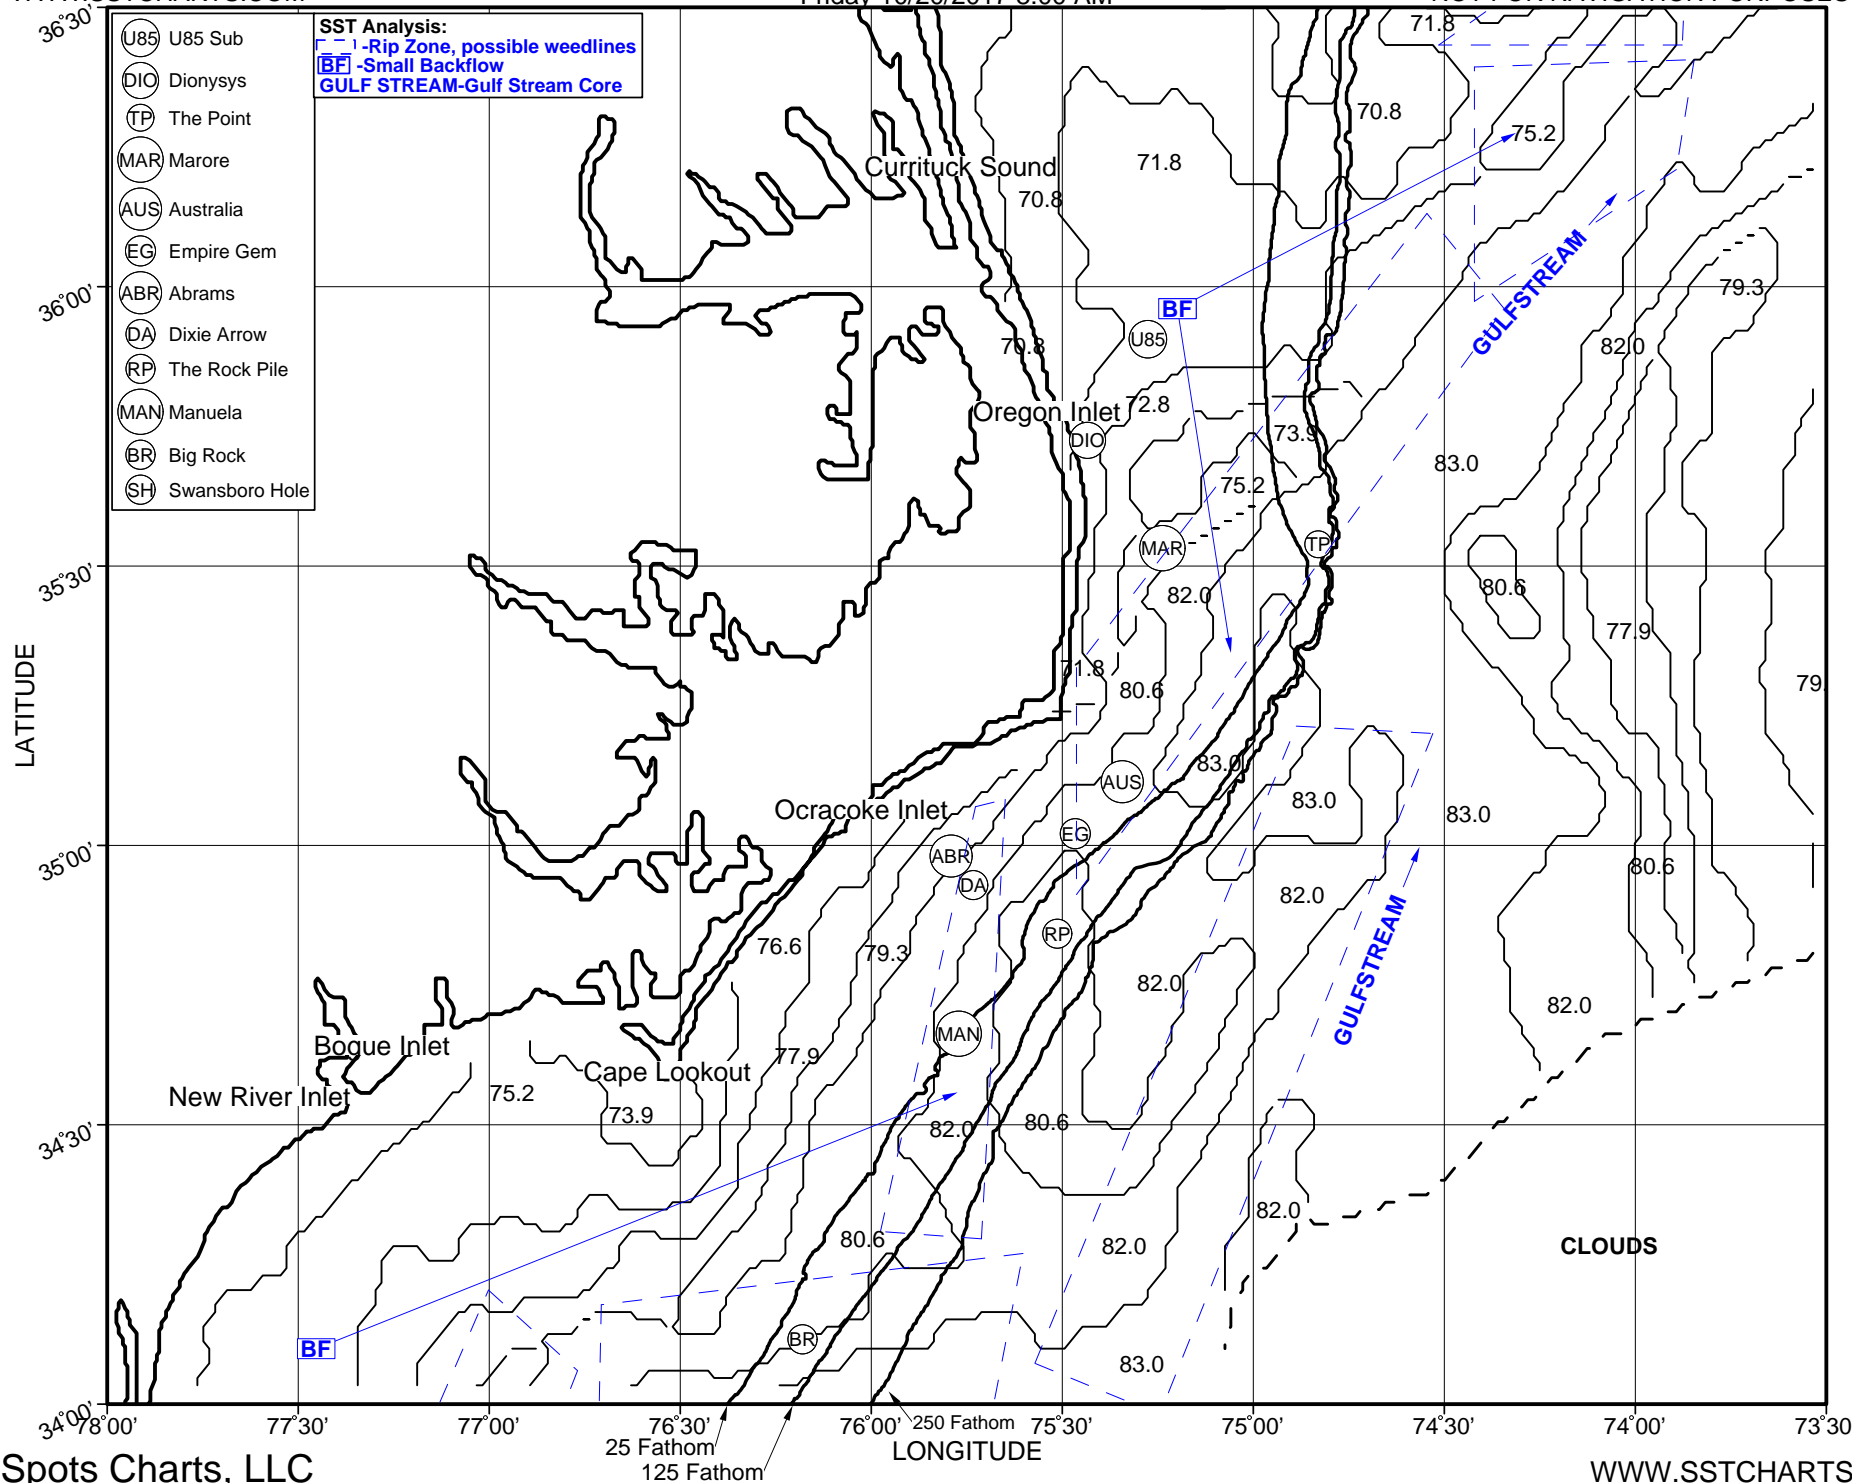 U85 U85 Sub
DIO Dionysys
TP The Point
MAR Marore
AUS Australia
EG Empire Gem
ABR Abrams
DA Dixie Arrow
RP The Rock Pile
MAN Manuela
BR Big Rock
SH Swansboro Hole
SST Analysis:
-Rip Zone, possible weedlines
BF -Small Backflow
GULF STREAM-Gulf Stream Core
36°30'
71.8
70.8
75.2
71.8
Currituck Sound
70.8
GULFSTREAM
36°00'
79.3
BF
U85
70.8
82.0
72.8
Oregon Inlet
DIO
73.9
83.0
75.2
MAR
TP
35°30'
80.6
82.0
77.9
71.8
80.6
79.
LATITUDE
83.0
AUS
83.0
83.0
Ocracoke Inlet
EG
35°00'
ABR
DA
80.6
82.0
RP
76.6
79.3
82.0
GULFSTREAM
82.0
MAN
Bogue Inlet
77.9
Cape Lookout
New River Inlet
75.2
73.9
82.0
80.6
34°30'
82.0
80.6
82.0
CLOUDS
BF
BR
83.0
34°00'
78°00'
77°30'
77°00'
76°30'
76°00'
75°30'
75°00'
74°30'
74°00'
73°30
250 Fathom
25 Fathom
LONGITUDE
125 Fathom
Spots Charts, LLC
WWW.SSTCHARTS